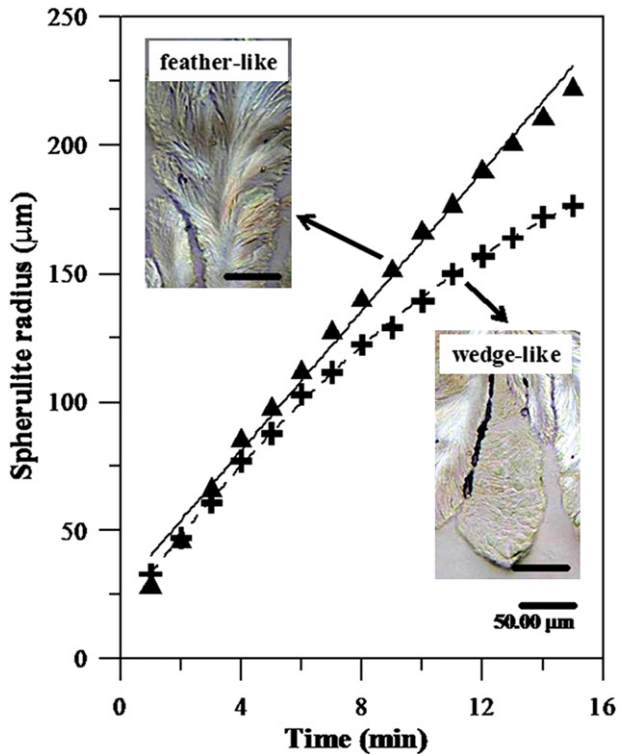 250
200
150
100
50
0
Spherulite radius (μm)
feather-like
wedge-like
50.00 μm
0 4 8 12 16
Time (min)